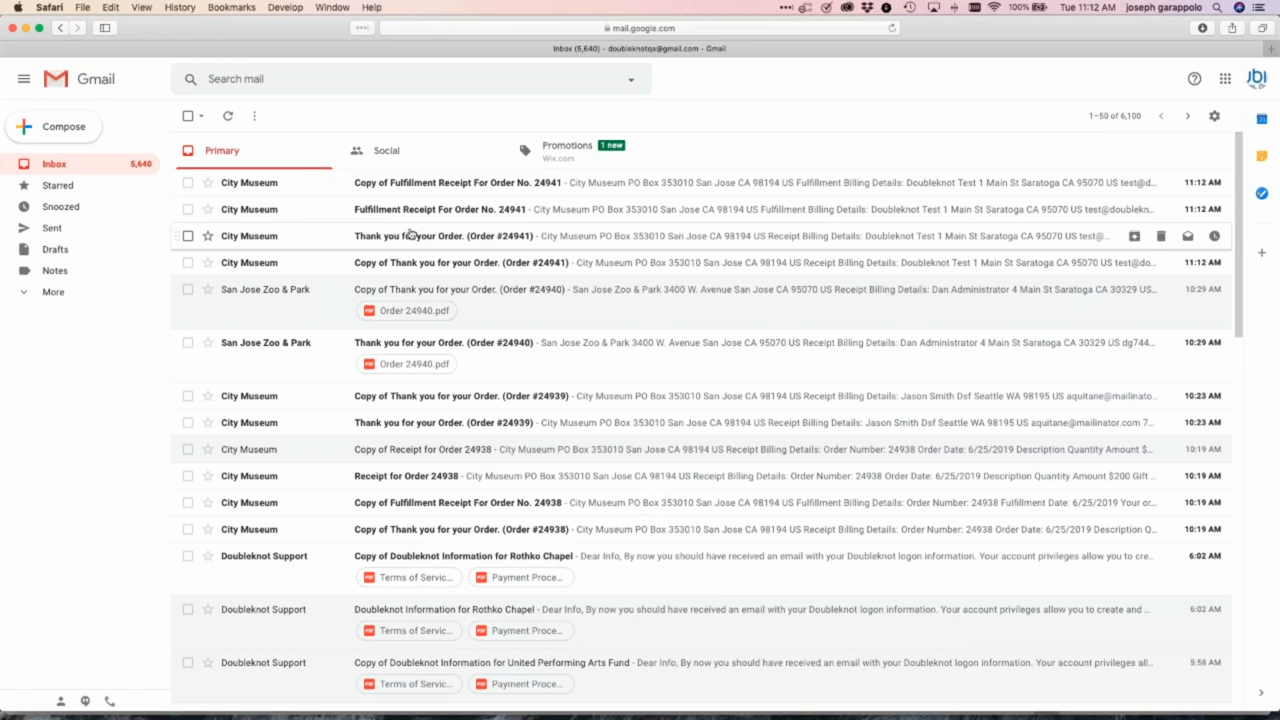 Safari File Edit View History Bookmarks Develop Window Help 100% Tue 11:12 AM joseph garappolo
mail.google.com
Inbox (5,640) - doubleknotqa@gmail.com - Gmail
Gmail
Search mail
Compose
1–50 of 6,100
Inbox 5,640
Starred
Snoozed
Sent
Drafts
Notes
More
Primary
Social
Promotions 1 new
Wix.com
City Museum Copy of Fulfillment Receipt For Order No. 24941 - City Museum PO Box 353010 San Jose CA 98194 US Fulfillment Billing Details: Doubleknot Test 1 Main St Saratoga CA 95070 US test@d... 11:12 AM
City Museum Fulfillment Receipt For Order No. 24941 - City Museum PO Box 353010 San Jose CA 98194 US Fulfillment Billing Details: Doubleknot Test 1 Main St Saratoga CA 95070 US test@doublekn... 11:12 AM
City Museum Thank you for your Order. (Order #24941) - City Museum PO Box 353010 San Jose CA 98194 US Receipt Billing Details: Doubleknot Test 1 Main St Saratoga CA 95070 US test@...
City Museum Copy of Thank you for your Order. (Order #24941) - City Museum PO Box 353010 San Jose CA 98194 US Receipt Billing Details: Doubleknot Test 1 Main St Saratoga CA 95070 US test@do... 11:12 AM
San Jose Zoo & Park Copy of Thank you for your Order. (Order #24940) - San Jose Zoo & Park 3400 W. Avenue San Jose CA 95070 US Receipt Billing Details: Dan Administrator 4 Main St Saratoga CA 30329 US... 10:29 AM
Order 24940.pdf
San Jose Zoo & Park Thank you for your Order. (Order #24940) - San Jose Zoo & Park 3400 W. Avenue San Jose CA 95070 US Receipt Billing Details: Dan Administrator 4 Main St Saratoga CA 30329 US dg744... 10:29 AM
Order 24940.pdf
City Museum Copy of Thank you for your Order. (Order #24939) - City Museum PO Box 353010 San Jose CA 98194 US Receipt Billing Details: Jason Smith Dsf Seattle WA 98195 US aquitane@mailinato... 10:23 AM
City Museum Thank you for your Order. (Order #24939) - City Museum PO Box 353010 San Jose CA 98194 US Receipt Billing Details: Jason Smith Dsf Seattle WA 98195 US aquitane@mailinator.com 7... 10:23 AM
City Museum Copy of Receipt for Order 24938 - City Museum PO Box 353010 San Jose CA 98194 US Receipt Billing Details: Order Number: 24938 Order Date: 6/25/2019 Description Quantity Amount $... 10:19 AM
City Museum Receipt for Order 24938 - City Museum PO Box 353010 San Jose CA 98194 US Receipt Billing Details: Order Number: 24938 Order Date: 6/25/2019 Description Quantity Amount $200 Gift ... 10:19 AM
City Museum Copy of Fulfillment Receipt For Order No. 24938 - City Museum PO Box 353010 San Jose CA 98194 US Fulfillment Billing Details: Order Number: 24938 Fulfillment Date: 6/25/2019 Your or... 10:19 AM
City Museum Copy of Thank you for your Order. (Order #24938) - City Museum PO Box 353010 San Jose CA 98194 US Receipt Billing Details: Order Number: 24938 Order Date: 6/25/2019 Description Q... 10:19 AM
Doubleknot Support Copy of Doubleknot Information for Rothko Chapel - Dear Info, By now you should have received an email with your Doubleknot logon information. Your account privileges allow you to cre... 6:02 AM
Terms of Servic... Payment Proce...
Doubleknot Support Doubleknot Information for Rothko Chapel - Dear Info, By now you should have received an email with your Doubleknot logon information. Your account privileges allow you to create and ... 6:02 AM
Terms of Servic... Payment Proce...
Doubleknot Support Copy of Doubleknot Information for United Performing Arts Fund - Dear Info, By now you should have received an email with your Doubleknot logon information. Your account privileges all... 5:58 AM
Terms of Servic... Payment Proce...